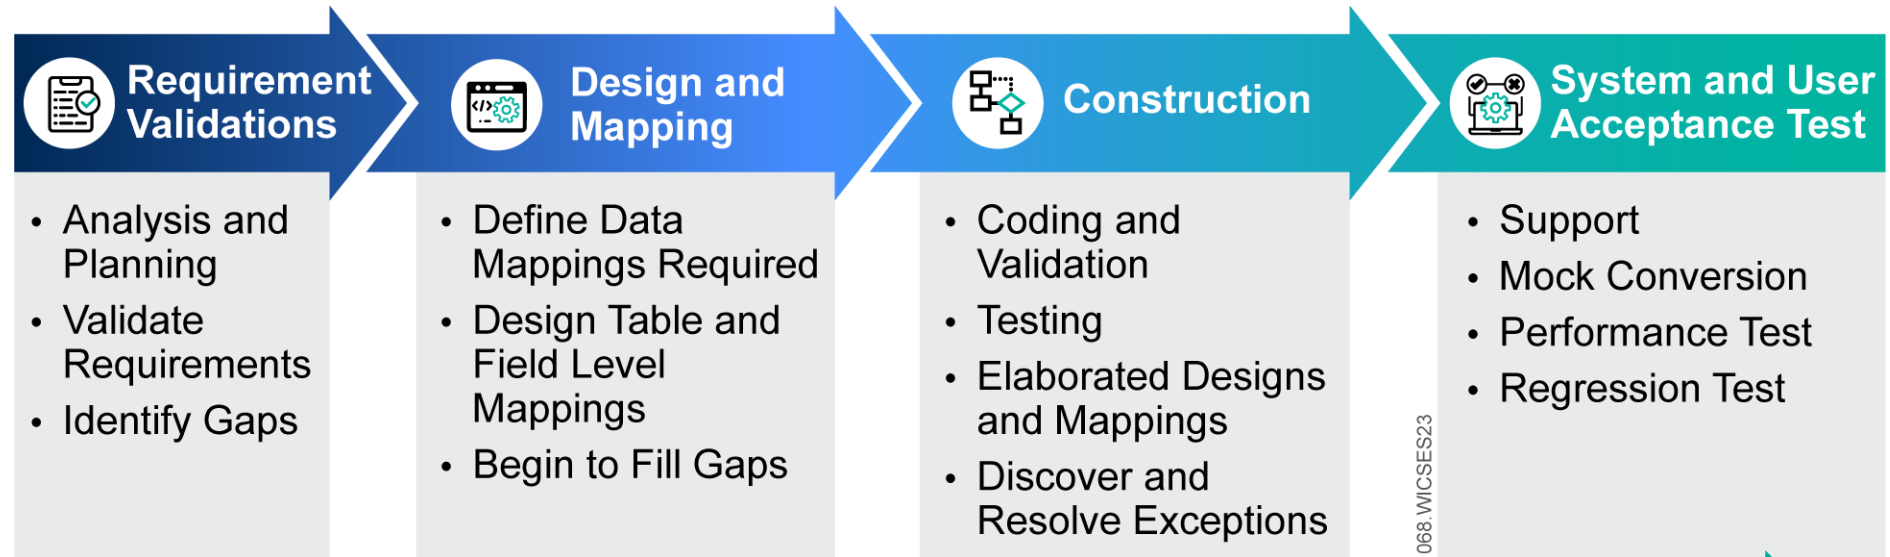 Requirement
Validations
• Analysis and
Planning
• Validate
Requirements
• Identify Gaps
</>
Design and
Mapping
• Define Data
Mappings Required
• Design Table and
Field Level
Mappings
• Begin to Fill Gaps
Construction
• Coding and
Validation
• Testing
• Elaborated Designs
and Mappings
• Discover and
Resolve Exceptions
System and User
Acceptance Test
• Support
• Mock Conversion
• Performance Test
• Regression Test
068.WICSES23